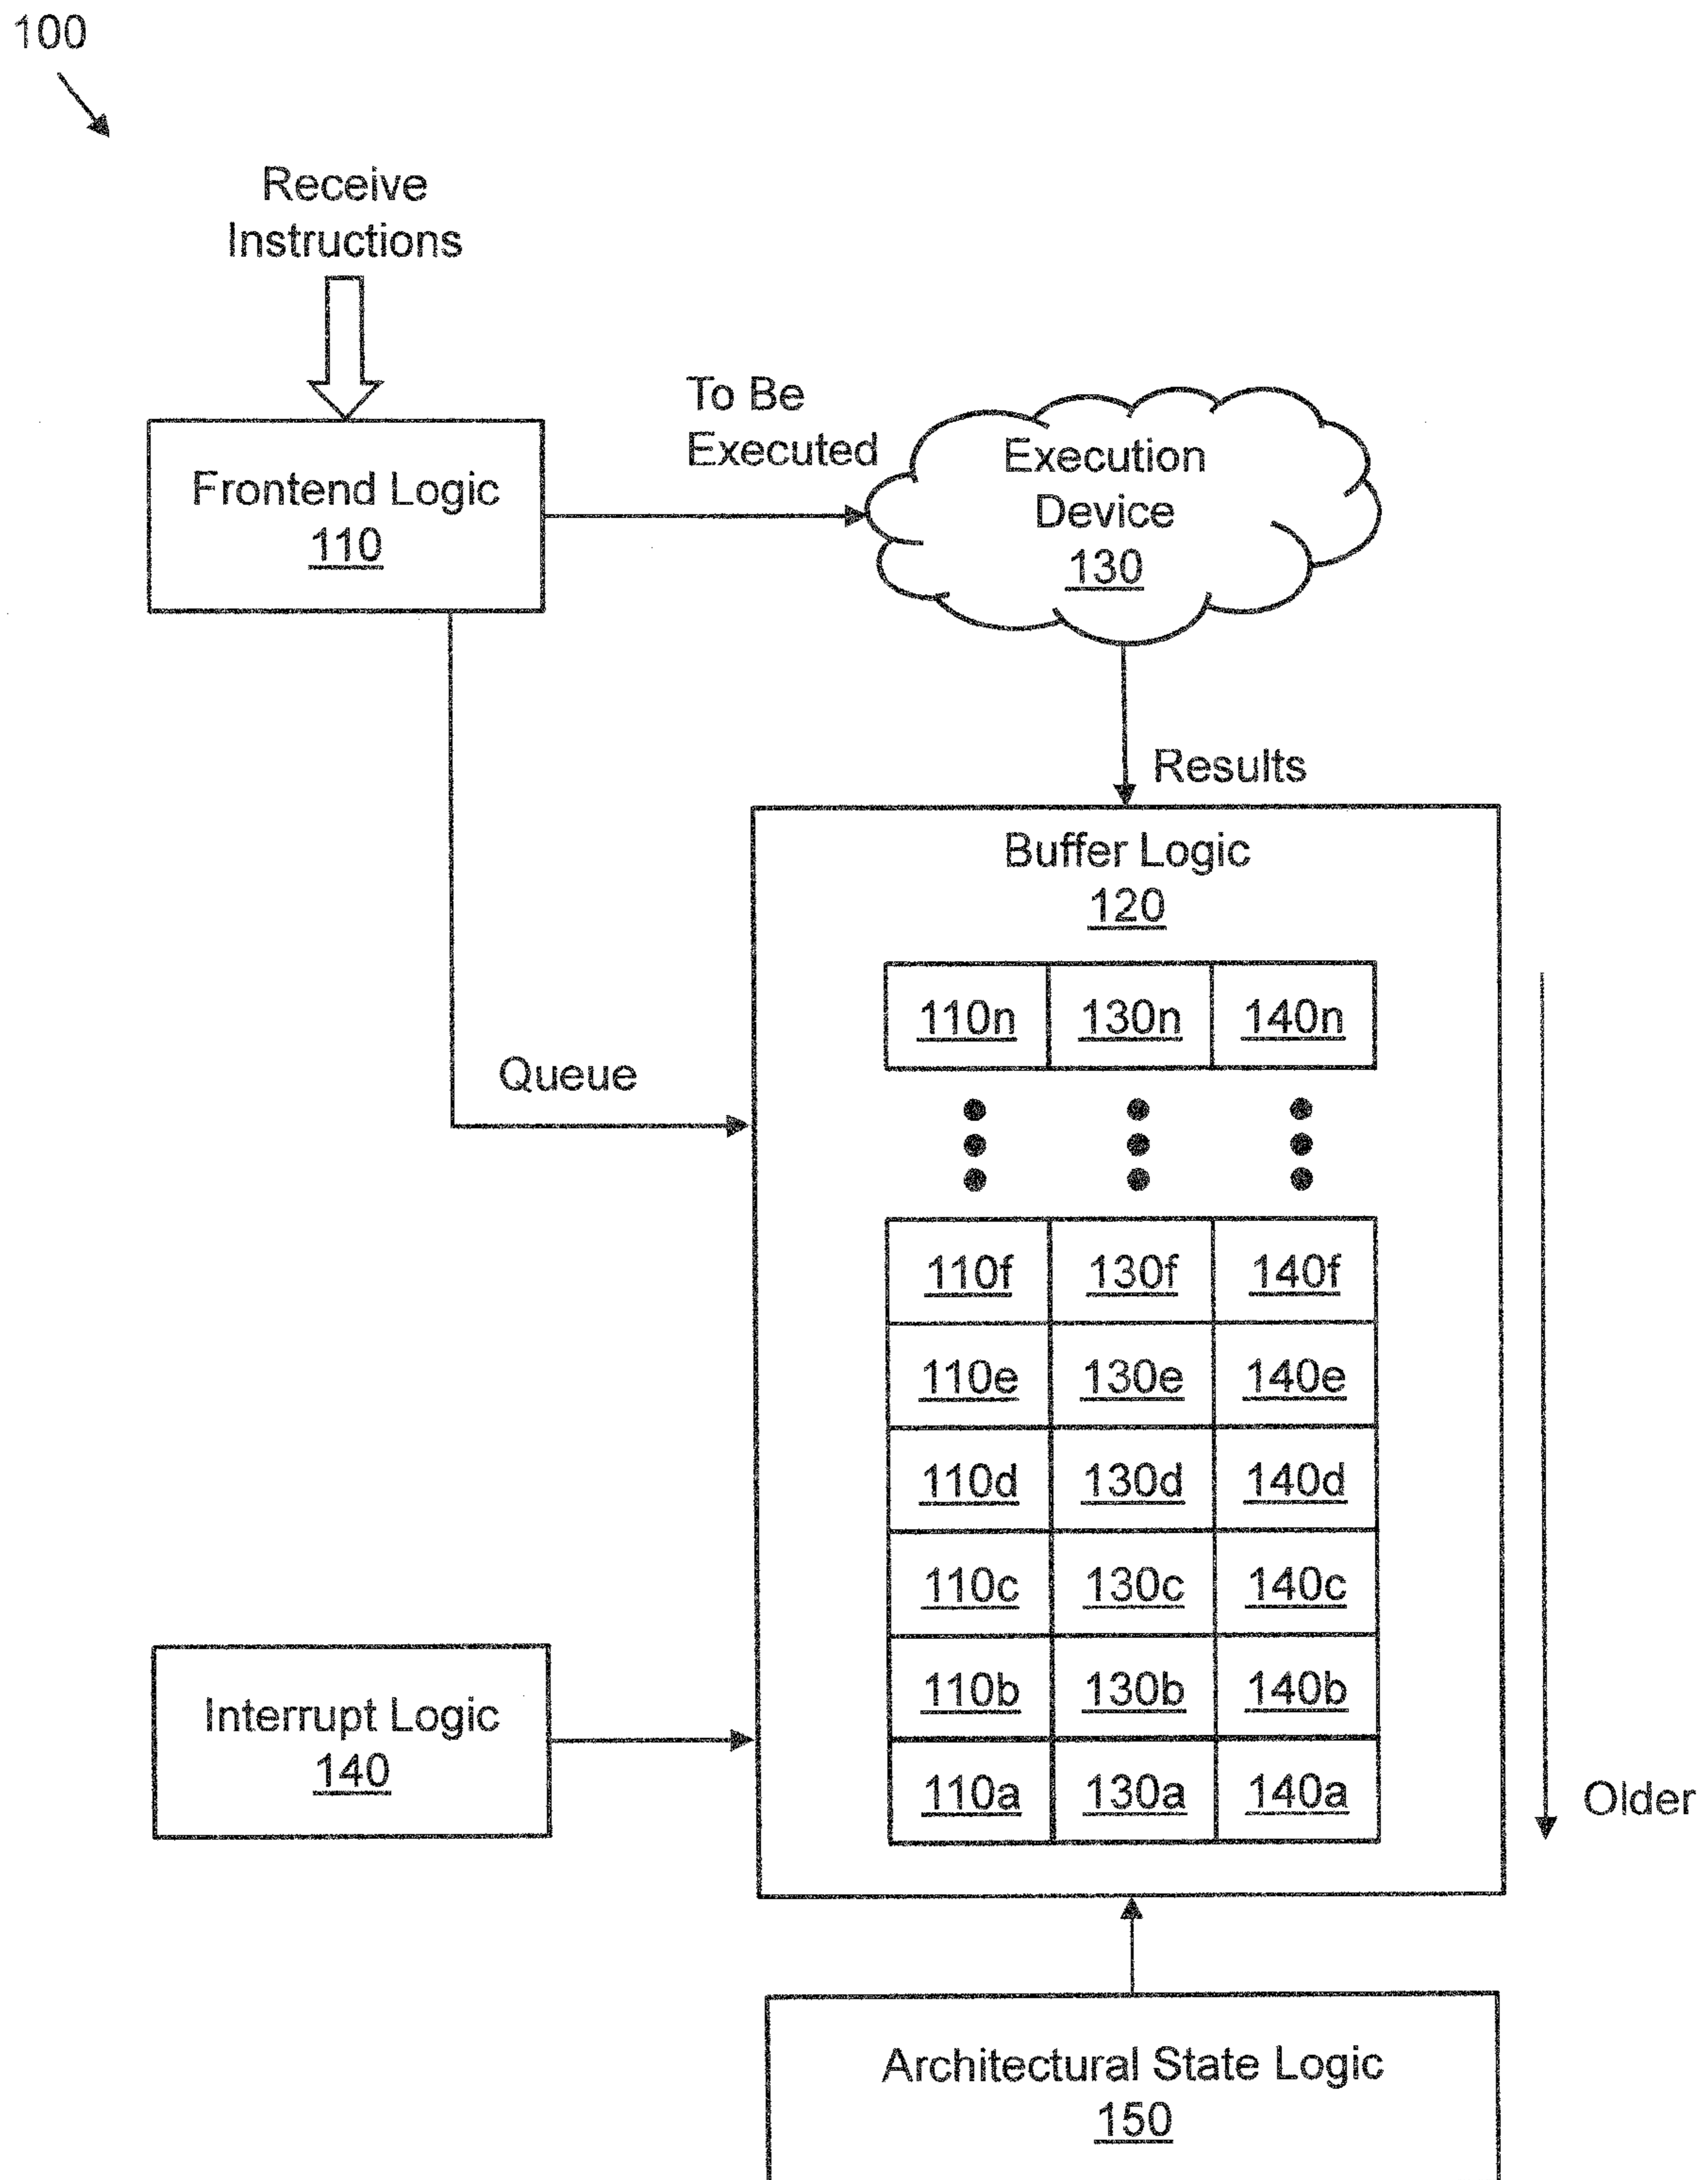 100
Receive
Instructions
To Be
Executed
Frontend Logic
110
Execution
Device
130
Results
Buffer Logic
120
110n 130n 140n
Queue
110f 130f 140f
110e 130e 140e
110d 130d 140d
110c 130c 140c
110b 130b 140b
Interrupt Logic
140
110a 130a 140a
Older
Architectural State Logic
150